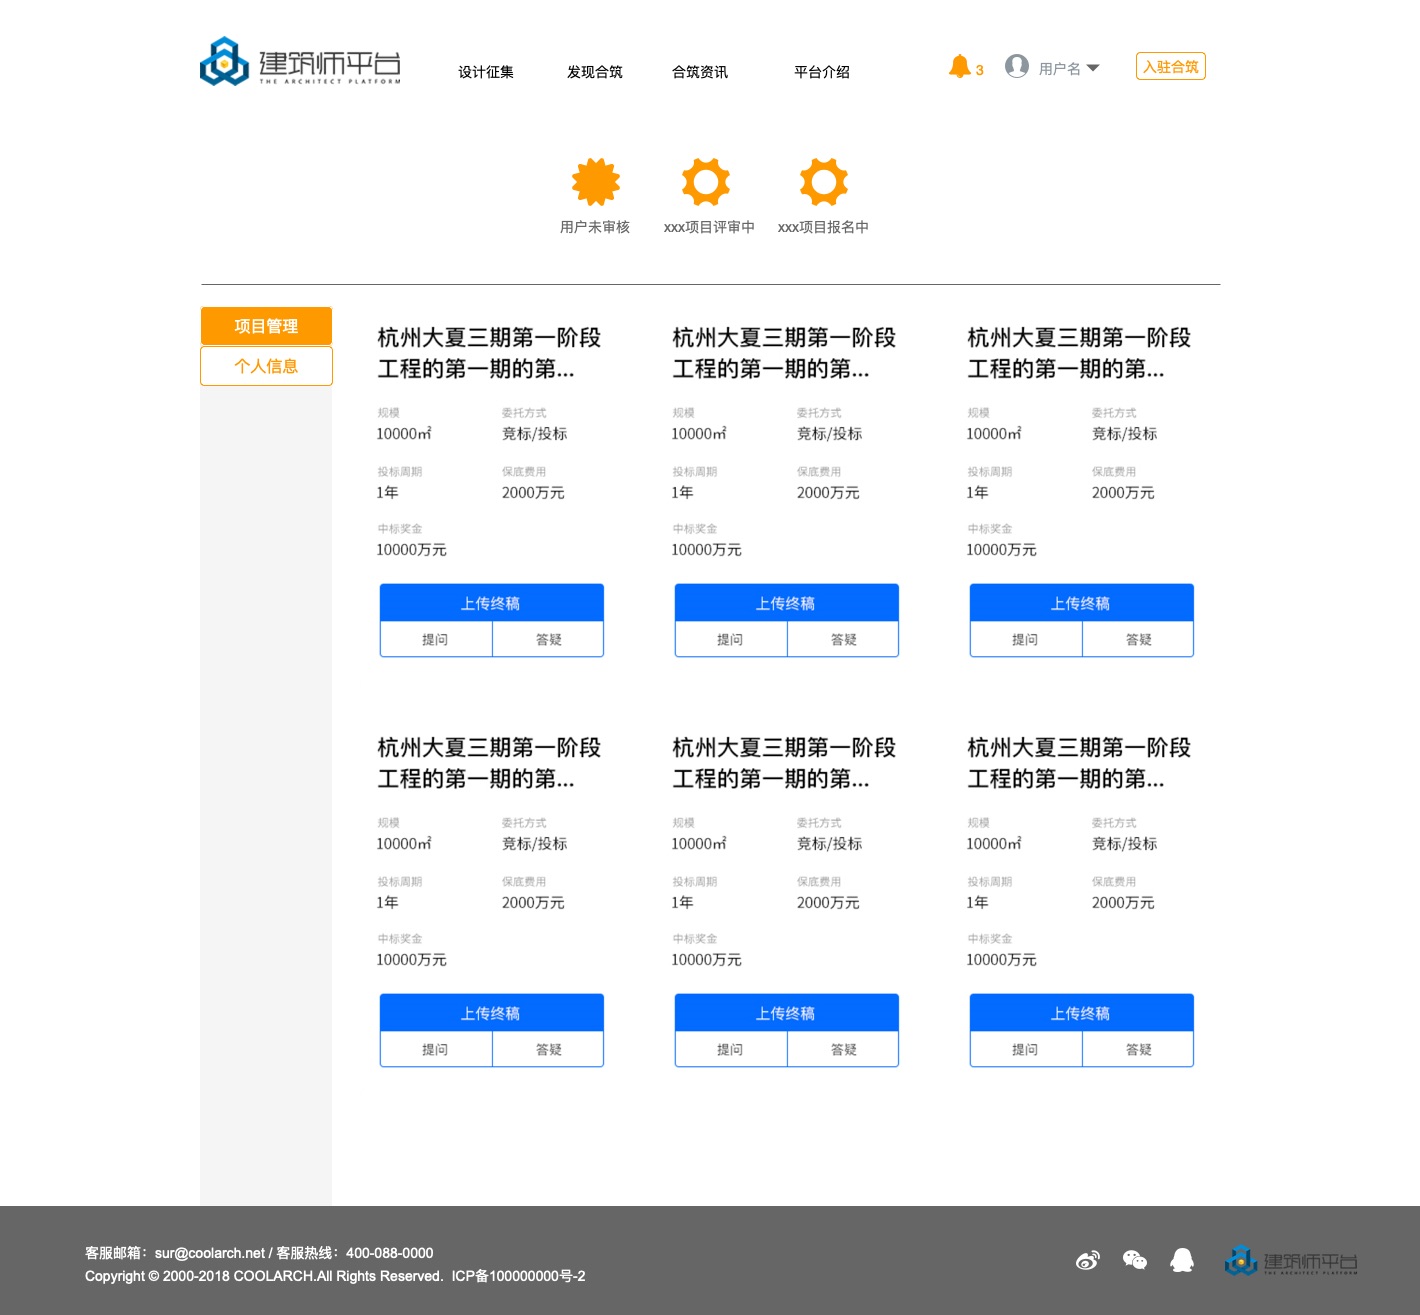 建筑师平台
THE ARCHITECT PLATFORM
设计征集 发现合筑 合筑资讯 平台介绍
3 用户名 入驻合筑
用户未审核 xxx项目评审中 xxx项目报名中
项目管理
个人信息
杭州大夏三期第一阶段
工程的第一期的第...
规模 委托方式
10000㎡ 竞标/投标
投标周期 保底费用
1年 2000万元
中标奖金
10000万元
上传终稿
提问 答疑
杭州大夏三期第一阶段
工程的第一期的第...
规模 委托方式
10000㎡ 竞标/投标
投标周期 保底费用
1年 2000万元
中标奖金
10000万元
上传终稿
提问 答疑
杭州大夏三期第一阶段
工程的第一期的第...
规模 委托方式
10000㎡ 竞标/投标
投标周期 保底费用
1年 2000万元
中标奖金
10000万元
上传终稿
提问 答疑
杭州大夏三期第一阶段
工程的第一期的第...
规模 委托方式
10000㎡ 竞标/投标
投标周期 保底费用
1年 2000万元
中标奖金
10000万元
上传终稿
提问 答疑
杭州大夏三期第一阶段
工程的第一期的第...
规模 委托方式
10000㎡ 竞标/投标
投标周期 保底费用
1年 2000万元
中标奖金
10000万元
上传终稿
提问 答疑
杭州大夏三期第一阶段
工程的第一期的第...
规模 委托方式
10000㎡ 竞标/投标
投标周期 保底费用
1年 2000万元
中标奖金
10000万元
上传终稿
提问 答疑
客服邮箱：sur@coolarch.net / 客服热线：400-088-0000
Copyright © 2000-2018 COOLARCH.All Rights Reserved. ICP备100000000号-2
建筑师平台
THE ARCHITECT PLATFORM